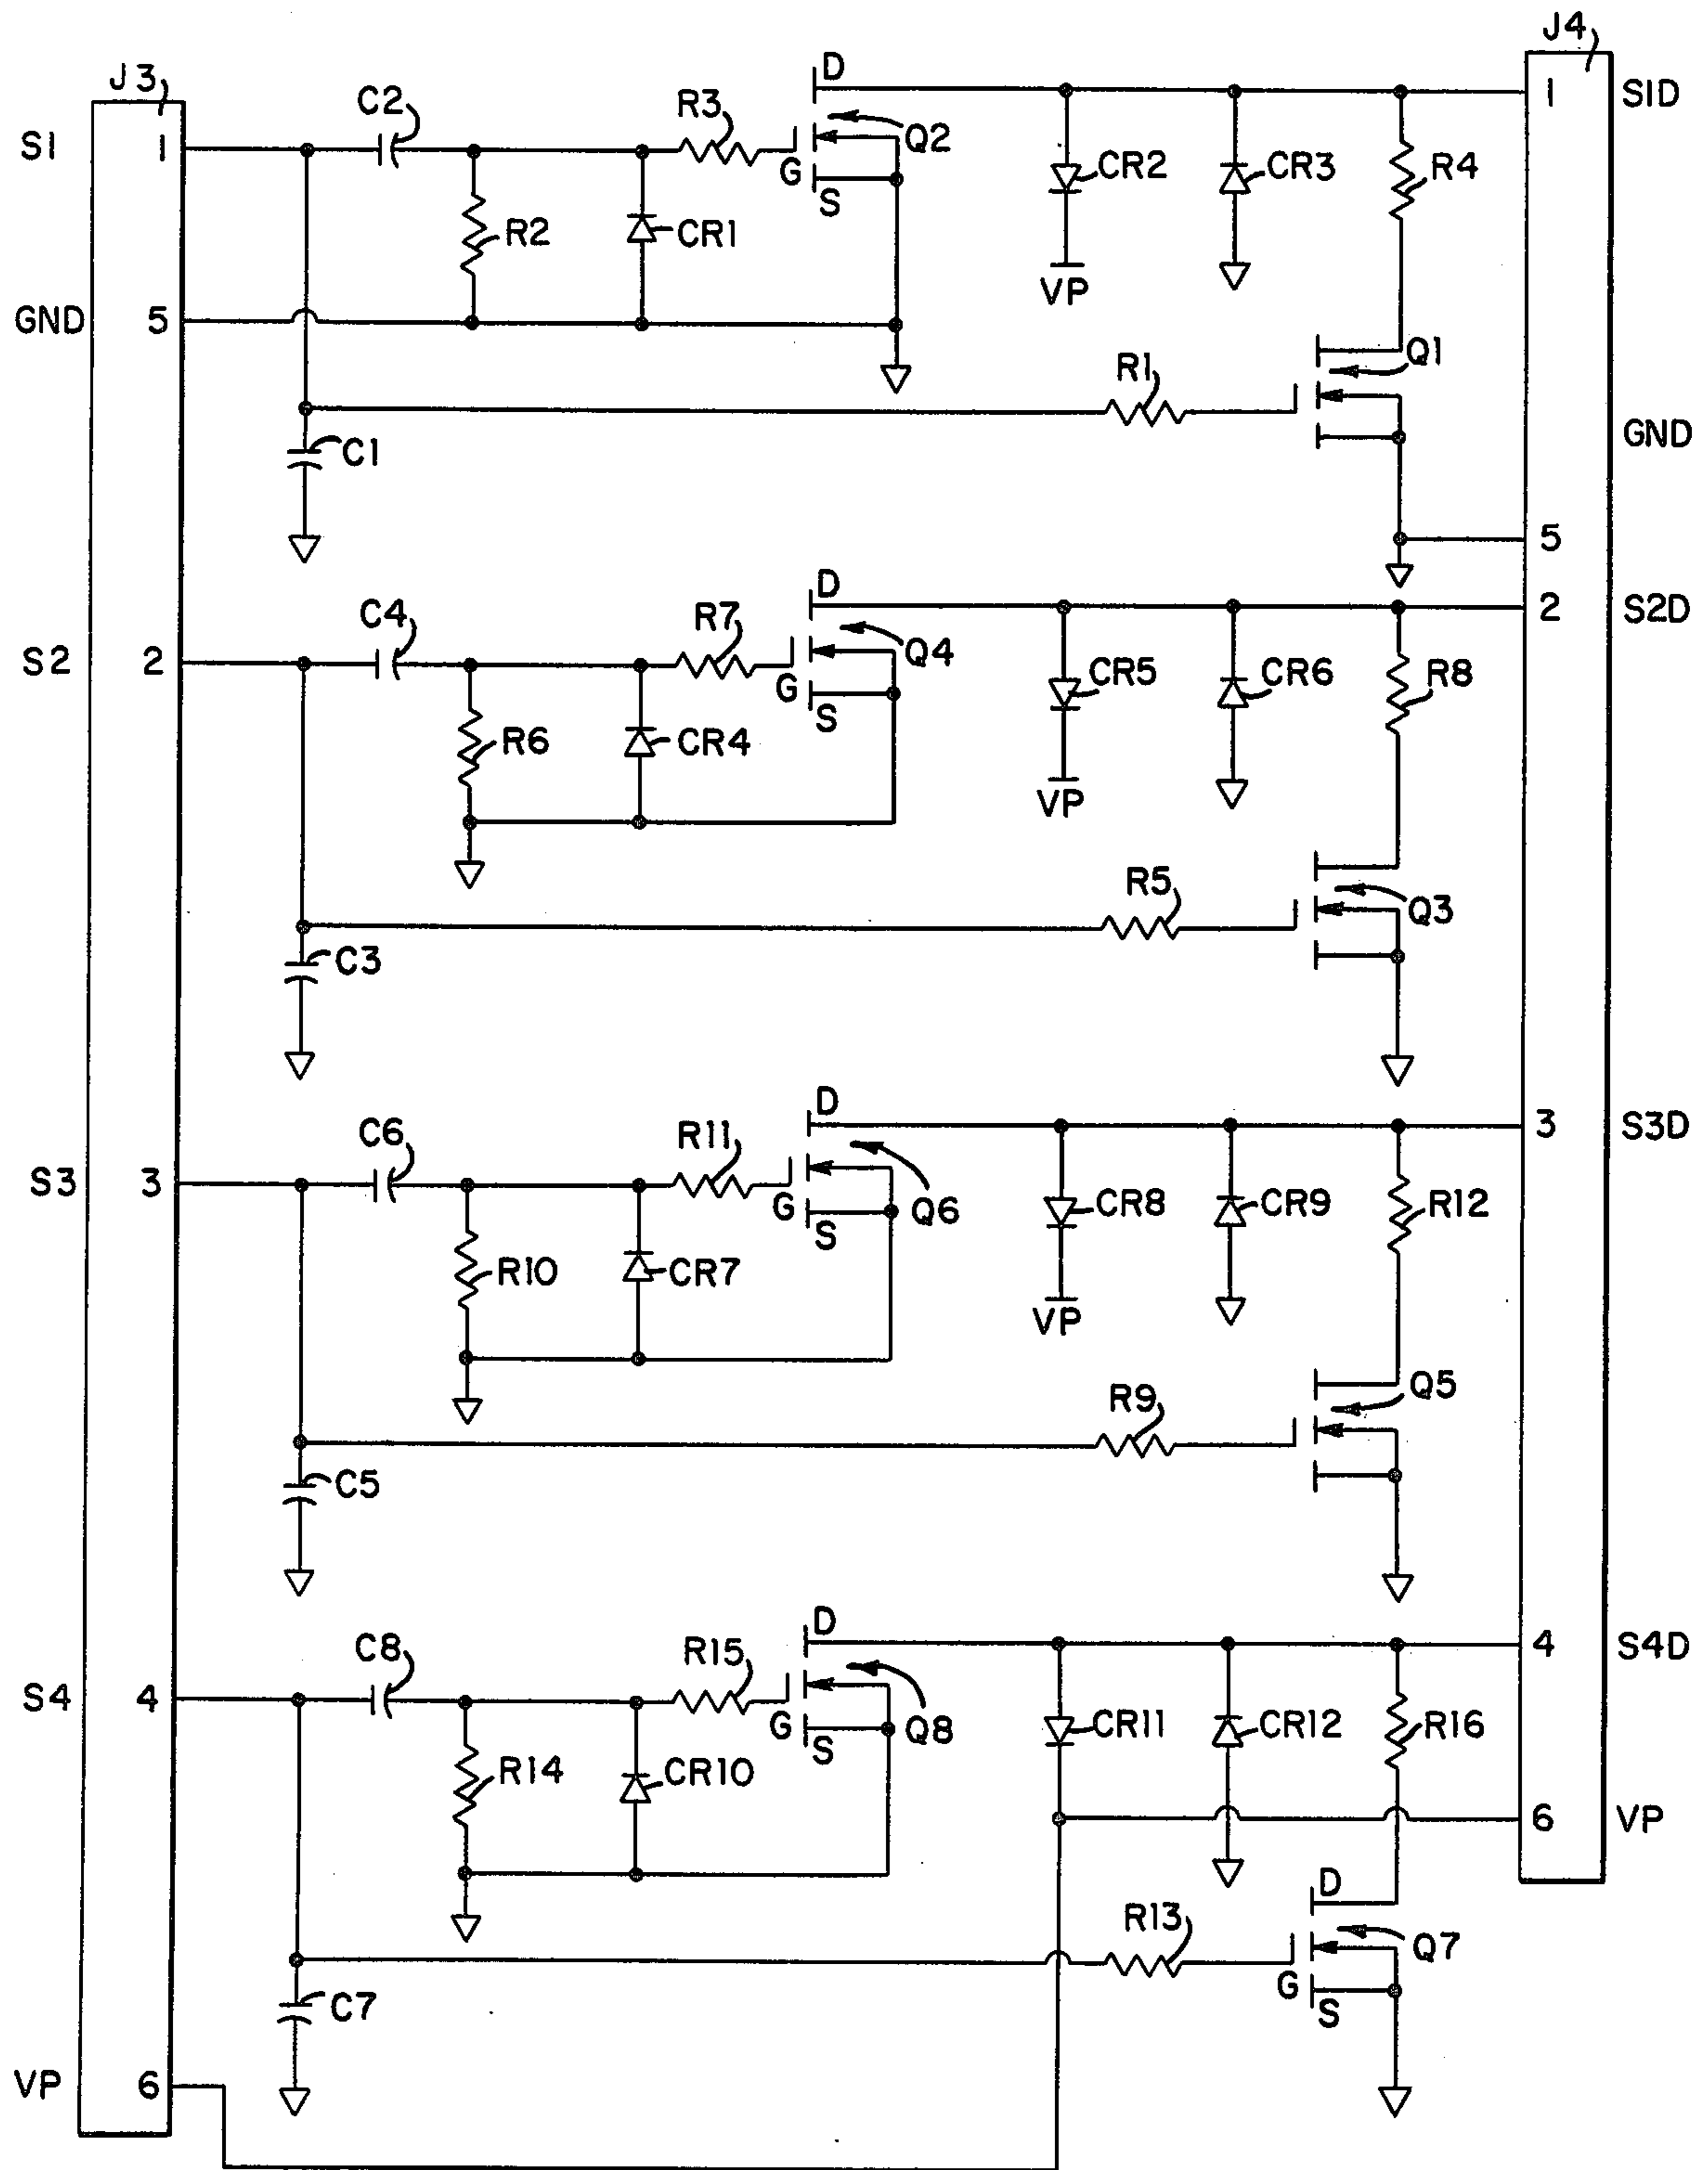 J4
J3
D
1
S1D
C2
R3
Q2
S1
1
G
S
CR2
CR3
R4
R2
CR1
VP
GND
5
R1
Q1
GND
C1
5
D
2
S2D
C4
R7
Q4
S2
2
G
S
CR5
CR6
R8
R6
CR4
VP
R5
Q3
C3
D
3
S3D
C6
R11
S3
3
G
S
Q6
CR8
CR9
R12
R10
CR7
VP
R9
Q5
C5
D
4
S4D
C8
R15
S4
4
G
S
Q8
CR11
CR12
R16
R14
CR10
6
VP
D
R13
Q7
G
S
C7
VP
6